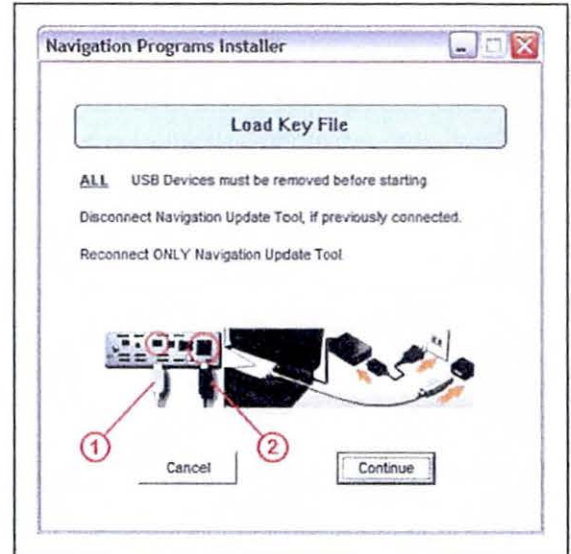 Navigation Programs Installer
Load Key File
ALL USB Devices must be removed before starting
Disconnect Navigation Update Tool, if previously connected.
Reconnect ONLY Navigation Update Tool
1
2
Cancel
Continue